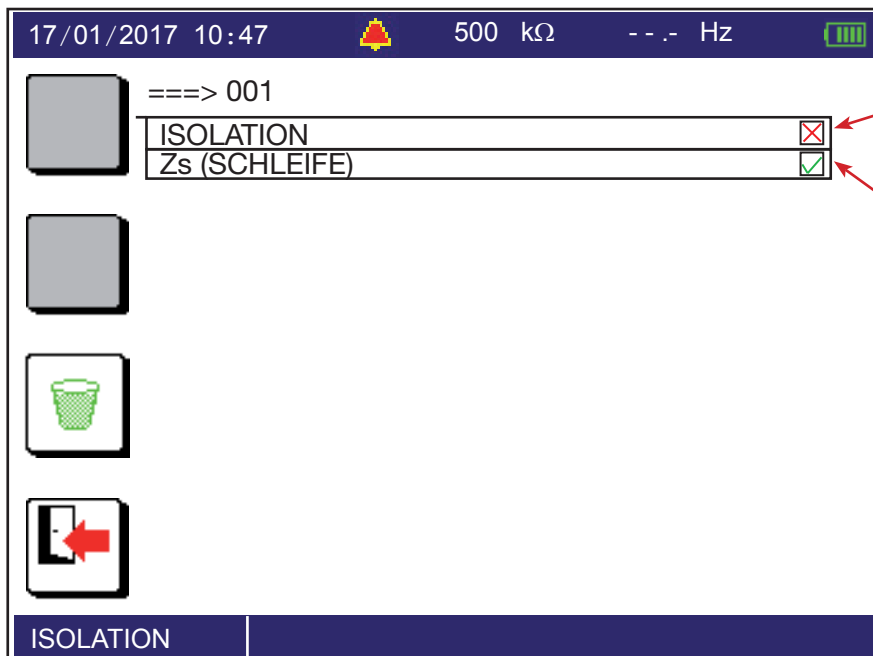 17/01/2017 10:47 500 kΩ - - .- Hz
===> 001
ISOLATION
Zs (SCHLEIFE)
ISOLATION